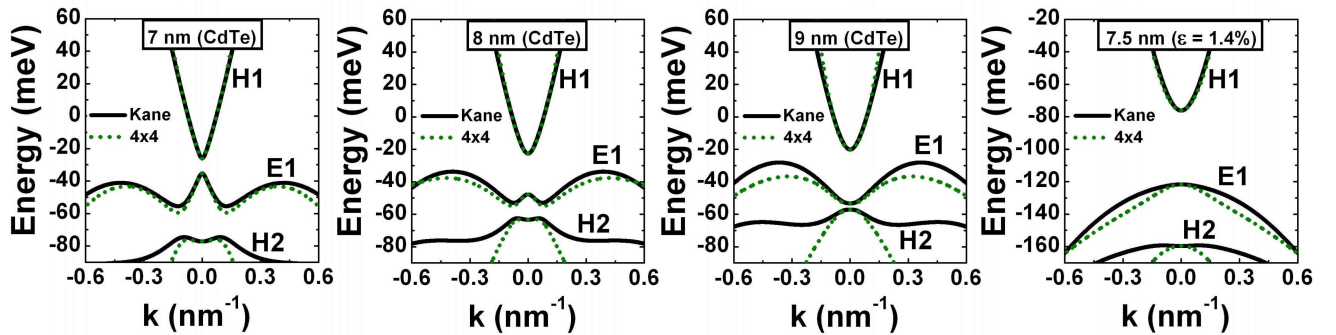 Energy (meV)
60
40
20
0
-20
-40
-60
-80
7 nm (CdTe)
H1
Kane
4x4
E1
H2
-0.6 -0.3 0.0 0.3 0.6
k (nm⁻¹)
Energy (meV)
60
40
20
0
-20
-40
-60
-80
8 nm (CdTe)
H1
Kane
4x4
E1
H2
-0.6 -0.3 0.0 0.3 0.6
k (nm⁻¹)
Energy (meV)
60
40
20
0
-20
-40
-60
-80
9 nm (CdTe)
H1
Kane
4x4
E1
H2
-0.6 -0.3 0.0 0.3 0.6
k (nm⁻¹)
Energy (meV)
-20
-40
-60
-80
-100
-120
-140
-160
7.5 nm (ε = 1.4%)
H1
Kane
4x4
E1
H2
-0.6 -0.3 0.0 0.3 0.6
k (nm⁻¹)